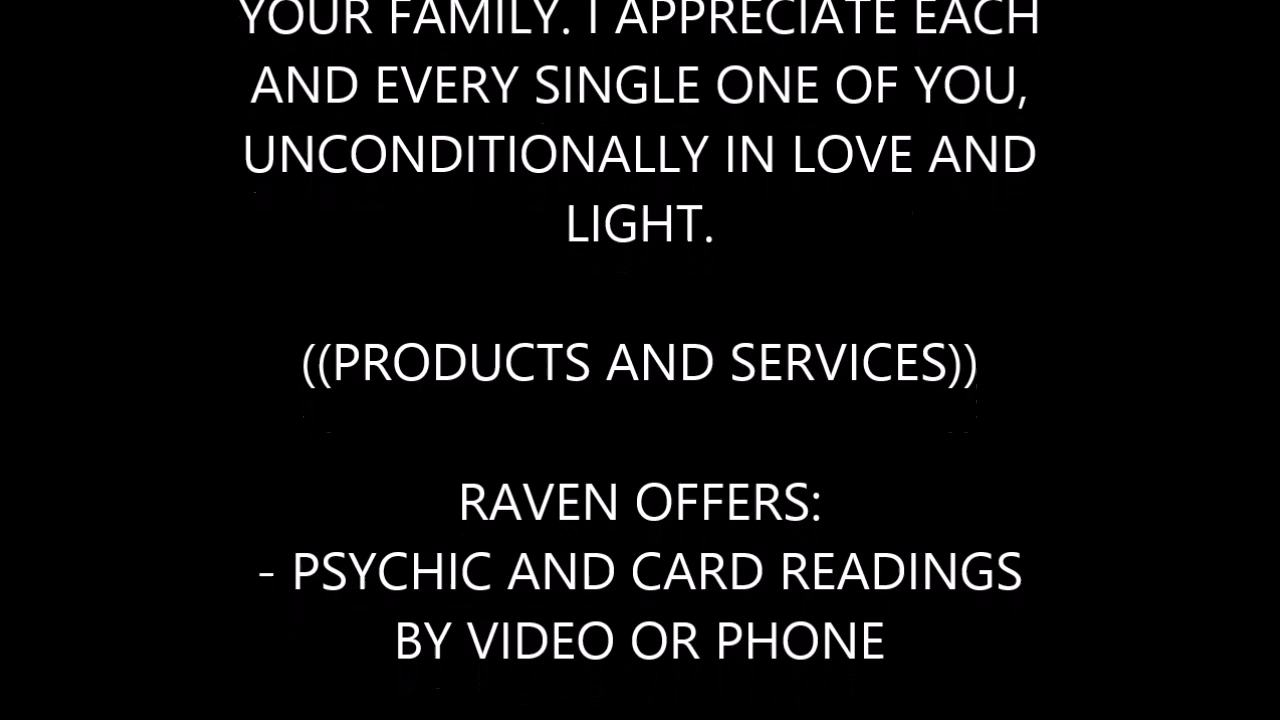 YOUR FAMILY. I APPRECIATE EACH
AND EVERY SINGLE ONE OF YOU,
UNCONDITIONALLY IN LOVE AND
LIGHT.
((PRODUCTS AND SERVICES))
RAVEN OFFERS:
- PSYCHIC AND CARD READINGS
BY VIDEO OR PHONE